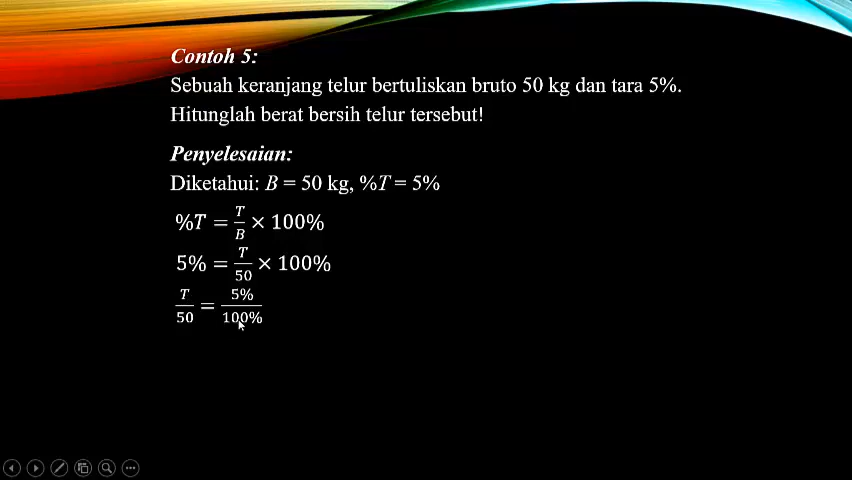 Contoh 5:
Sebuah keranjang telur bertuliskan bruto 50 kg dan tara 5%.
Hitunglah berat bersih telur tersebut!
Penyelesaian:
Diketahui: B = 50 kg, %T = 5%
%T = T/B × 100%
5% = T/50 × 100%
T/50 = 5%/100%